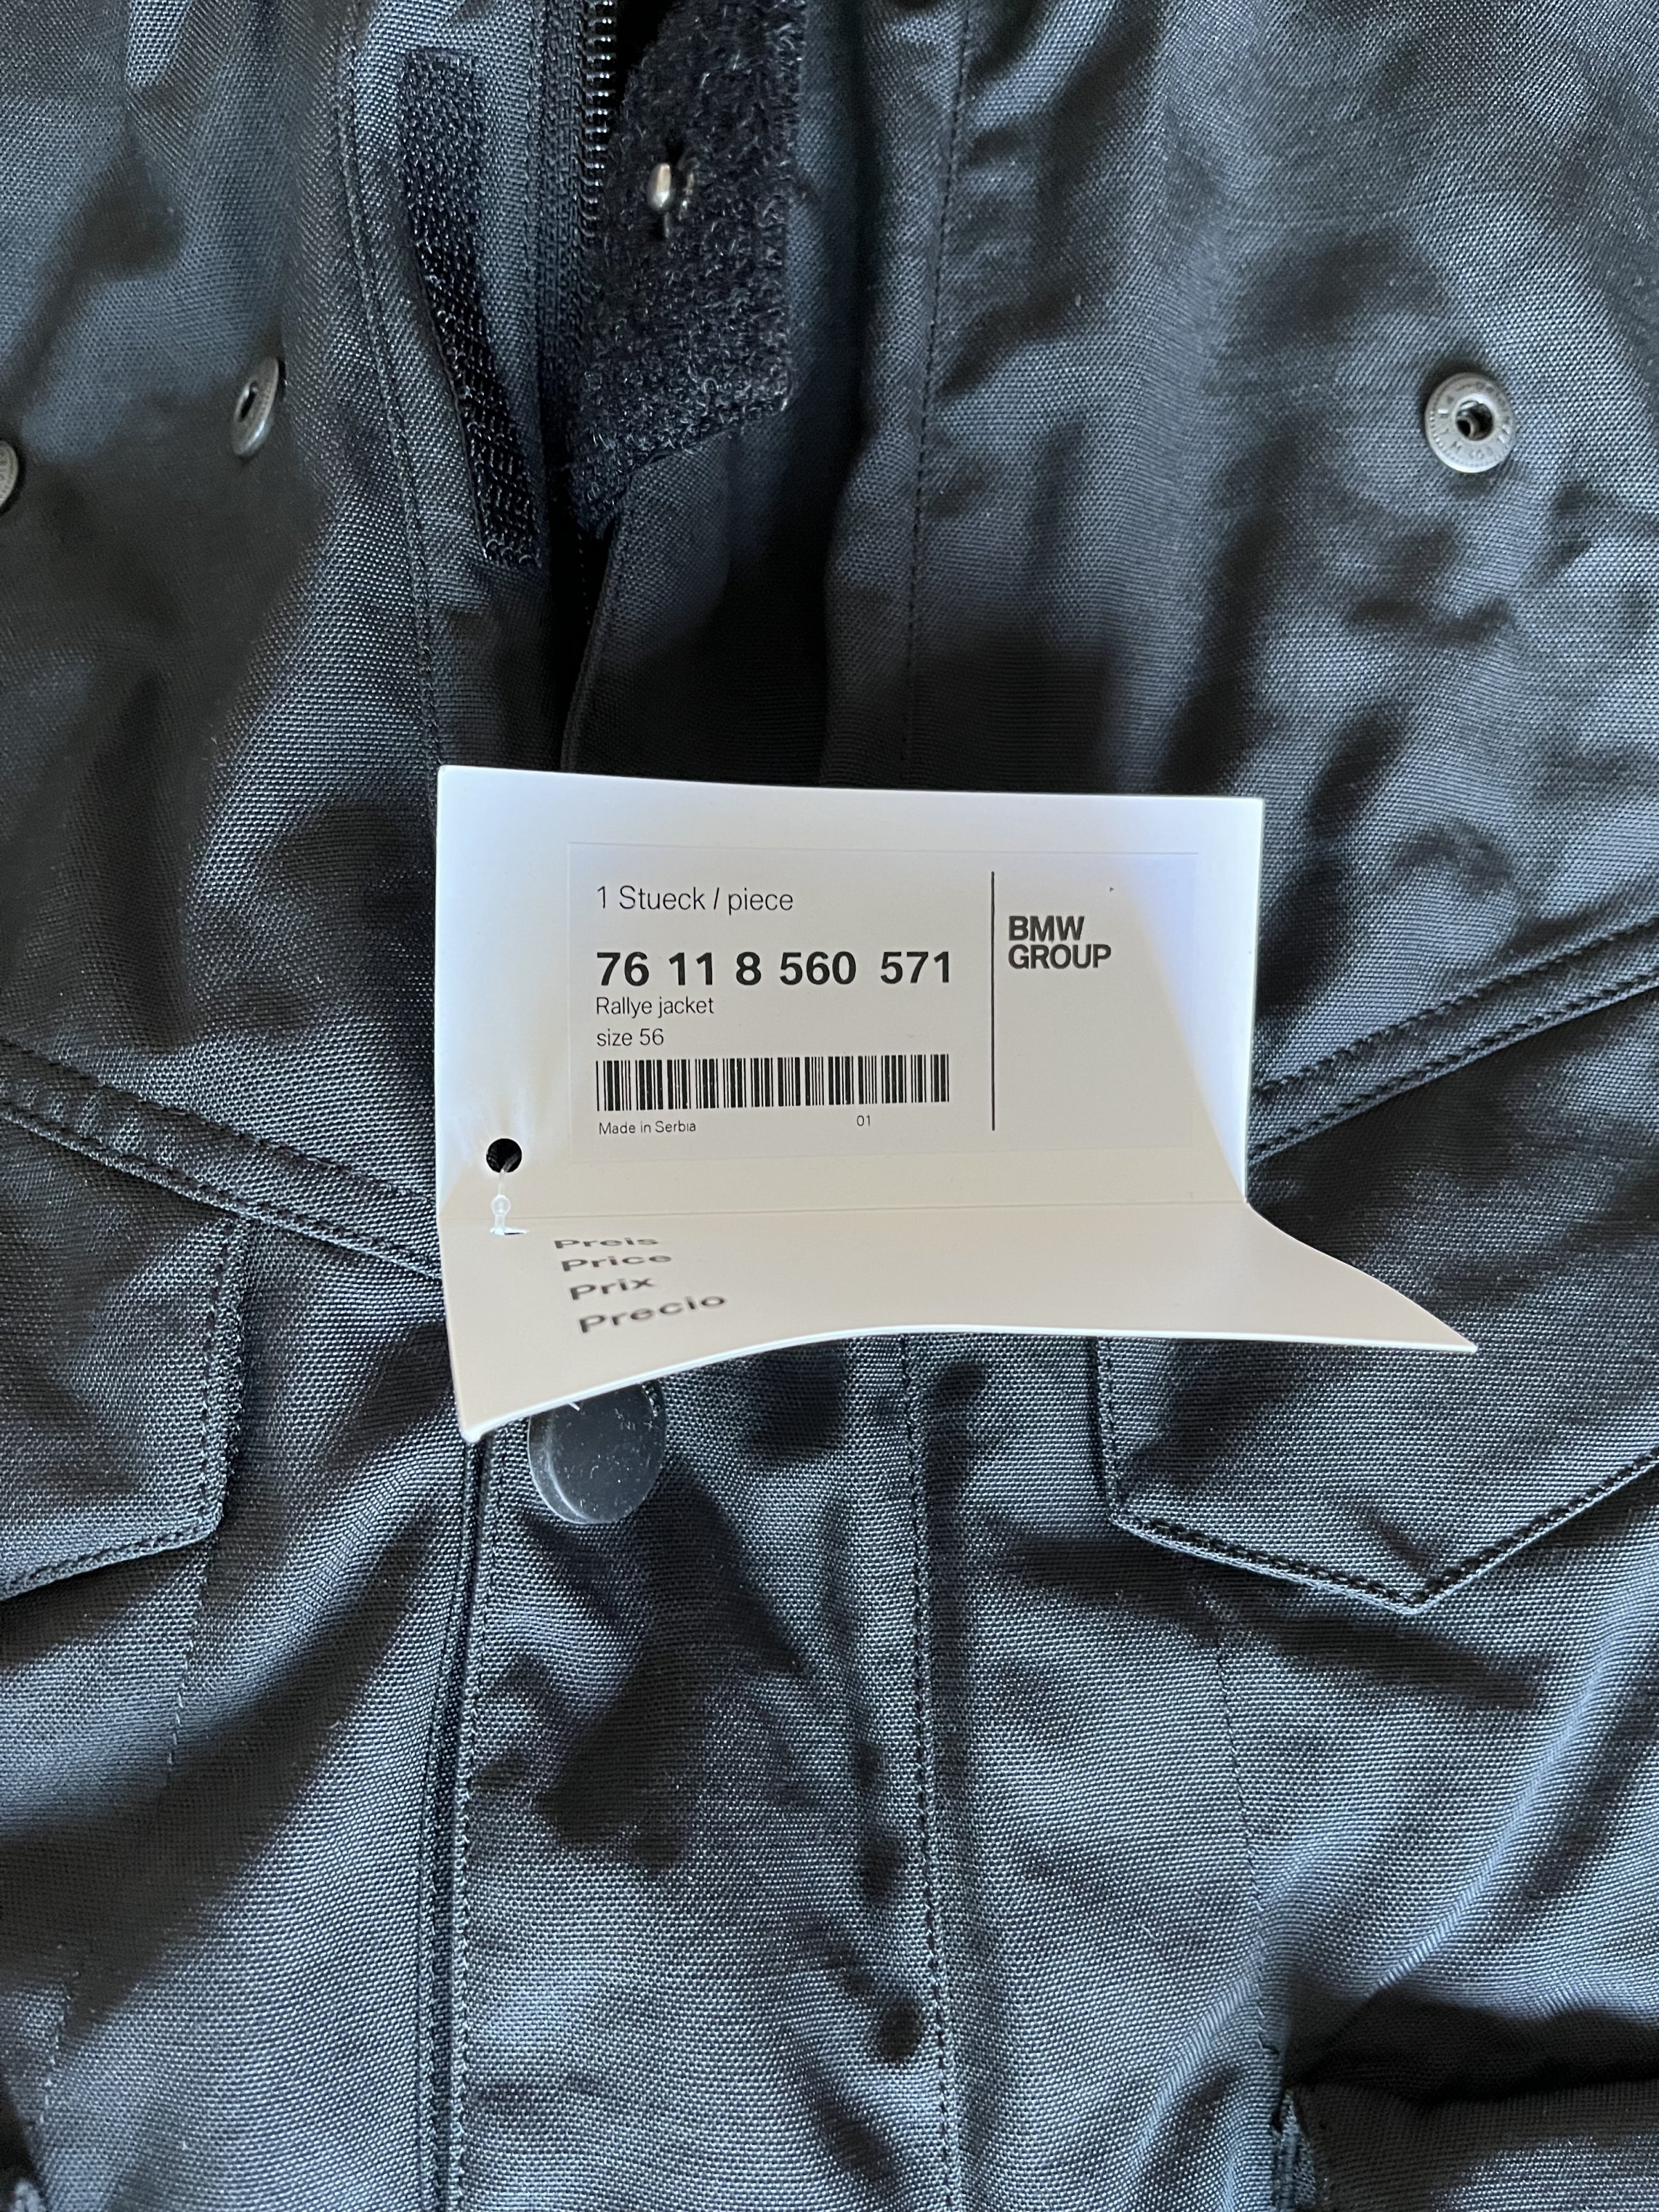 1 Stueck / piece
76 11 8 560 571
Rallye jacket
size 56
Made in Serbia 01
BMW
GROUP
Preis
Price
Prix
Precio